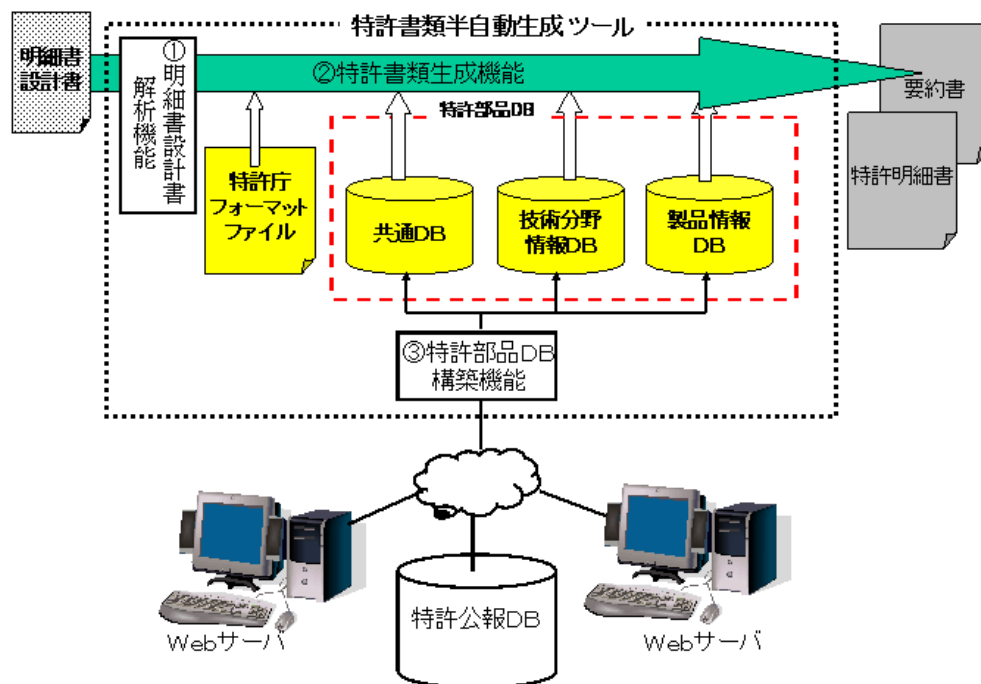 特許書類半自動生成ツール
明細書
設計書
①明細書設計書
解析機能
②特許書類生成機能
要約書
特許明細書
特許部品DB
特許庁
フォーマット
ファイル
共通DB
技術分野
情報DB
製品情報
DB
③特許部品DB
構築機能
Webサーバ
特許公報DB
Webサーバ